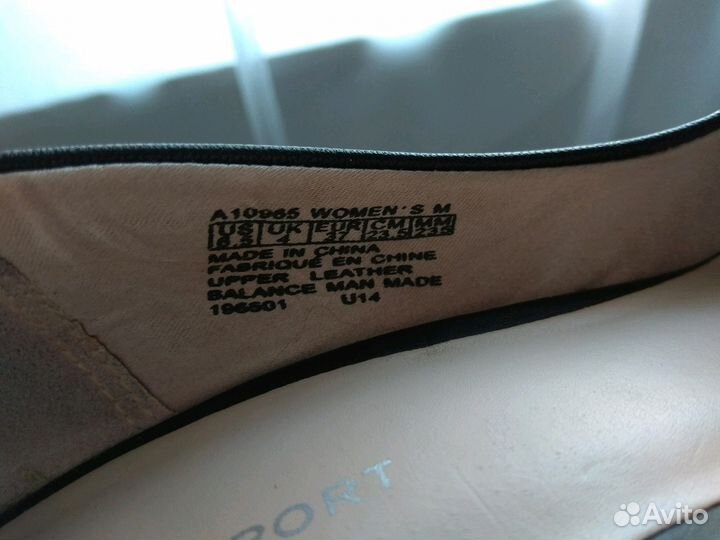 A10965 WOMEN'S M
US UK EUR CM MM
6.5 4 37 23.5 235
MADE IN CHINA
FABRIQUÉ EN CHINE
UPPER LEATHER
BALANCE MAN MADE
196601 U14
PORT
Avito